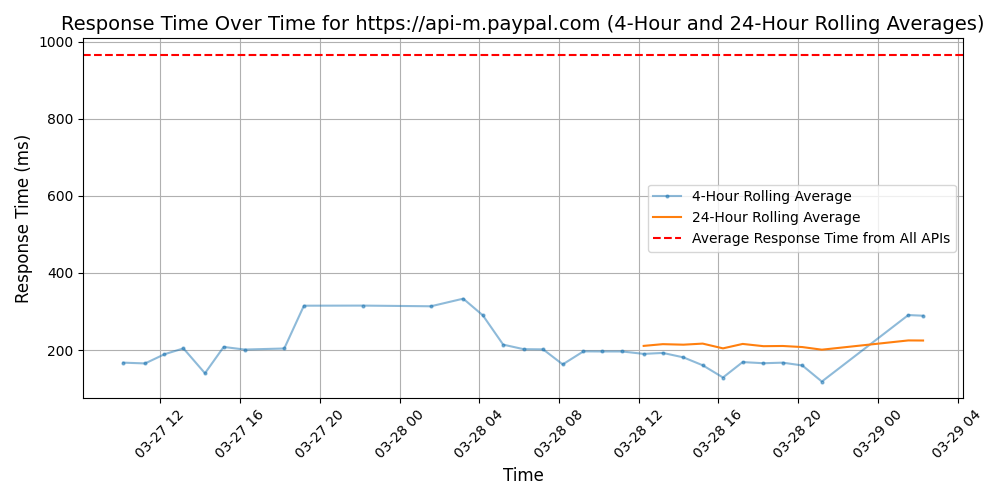 Response Time Over Time for https://api-m.paypal.com (4-Hour and 24-Hour Rolling Averages)
Response Time (ms)
1000
800
600
400
200
4-Hour Rolling Average
24-Hour Rolling Average
Average Response Time from All APIs
03-27 12
03-27 16
03-27 20
03-28 00
03-28 04
03-28 08
03-28 12
03-28 16
03-28 20
03-29 00
03-29 04
Time